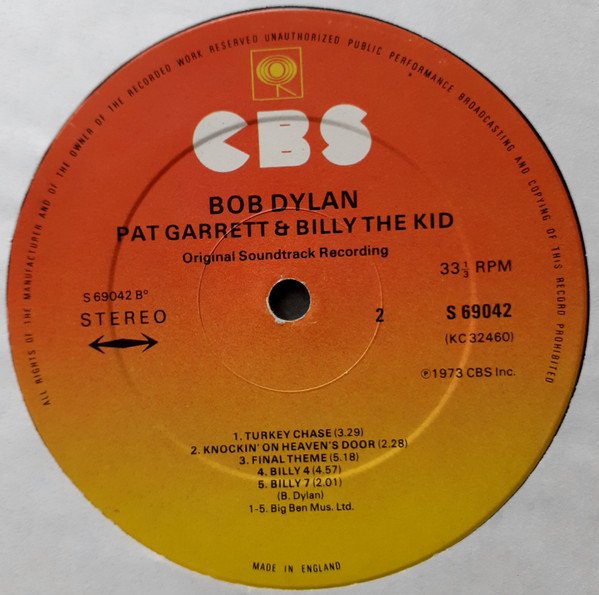 ALL RIGHTS OF THE MANUFACTURER AND OF THE OWNER OF THE RECORDED WORK RESERVED UNAUTHORIZED PUBLIC PERFORMANCE BROADCASTING AND COPYING OF THIS RECORD PROHIBITED
CBS
BOB DYLAN
PAT GARRETT & BILLY THE KID
Original Soundtrack Recording
33⅓ RPM
S 69042 Bº
STEREO
2
S 69042
(KC 32460)
℗1973 CBS Inc.
1. TURKEY CHASE (3.29)
2. KNOCKIN' ON HEAVEN'S DOOR (2.28)
3. FINAL THEME (5.18)
4. BILLY 4 (4.57)
5. BILLY 7 (2.01)
(B. Dylan)
1-5. Big Ben Mus. Ltd.
MADE IN ENGLAND